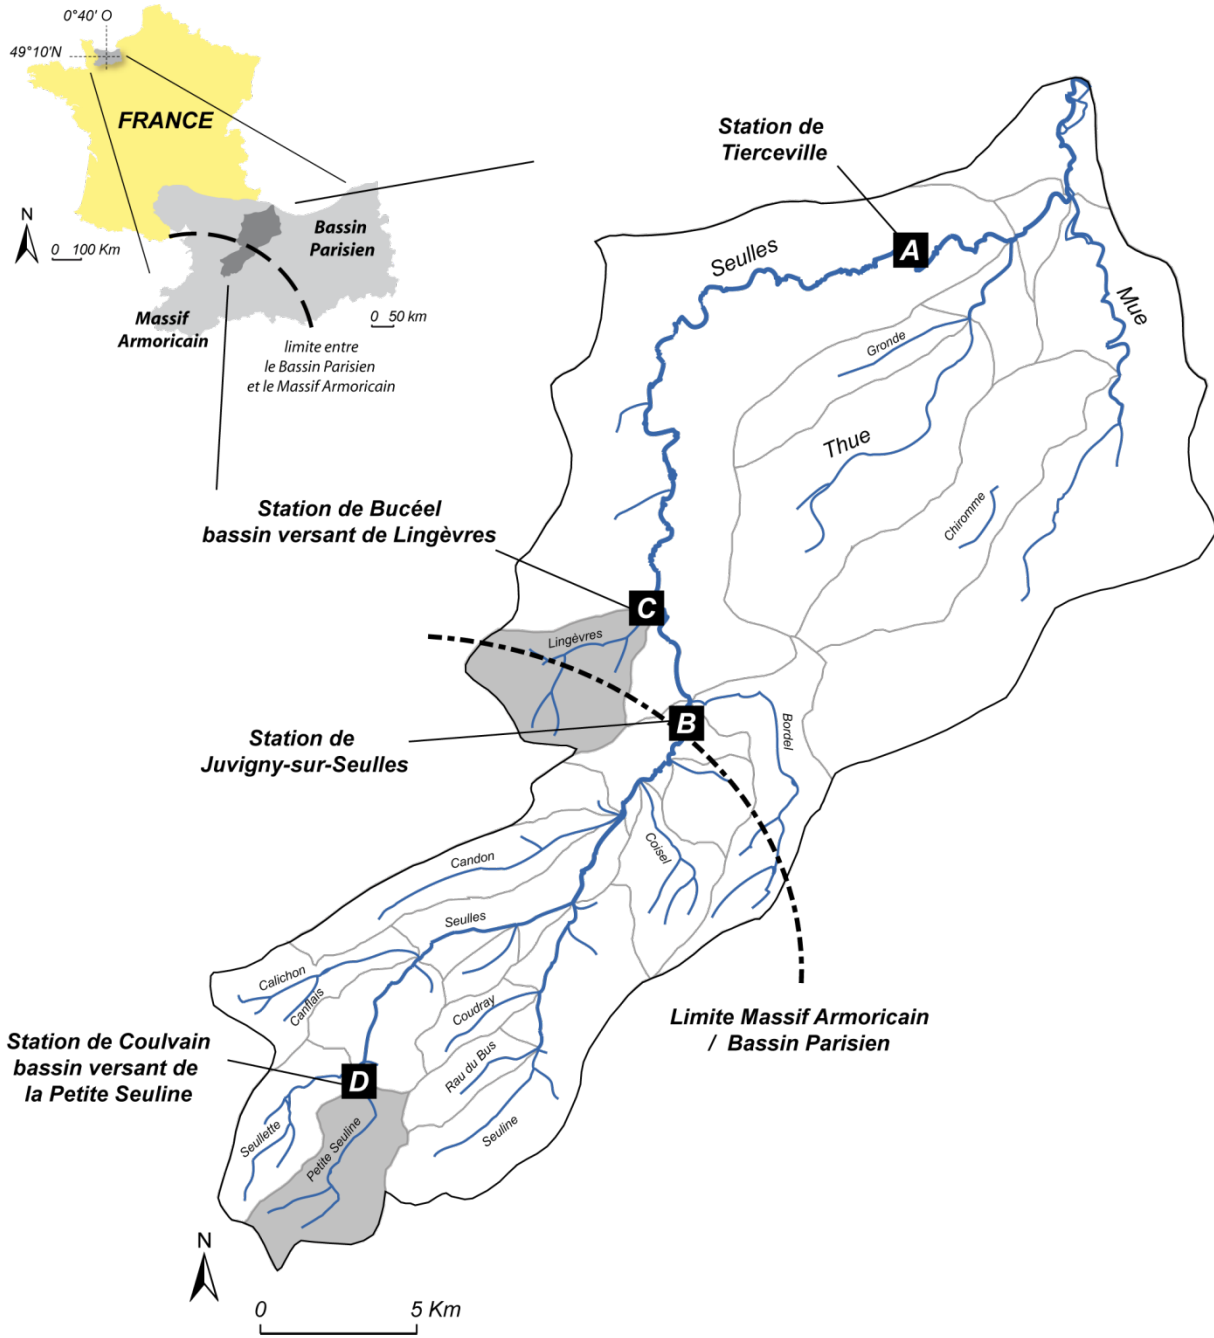 0°40' O
49°10'N
FRANCE
N
0 100 Km
Bassin
Parisien
Massif
Armoricain
0 50 km
limite entre
le Bassin Parisien
et le Massif Armoricain
Station de
Tierceville
A
Seulles
Mue
Gronde
Thue
Chiromme
Station de Bucéel
bassin versant de Lingèvres
C
Lingèvres
B
Bordel
Station de
Juvigny-sur-Seulles
Coisel
Candon
Seulles
Calichon
Canflais
Coudray
Limite Massif Armoricain
/ Bassin Parisien
Station de Coulvain
bassin versant de
la Petite Seuline
D
Rau du Bus
Seullette
Petite Seuline
Seuline
N
0 5 Km